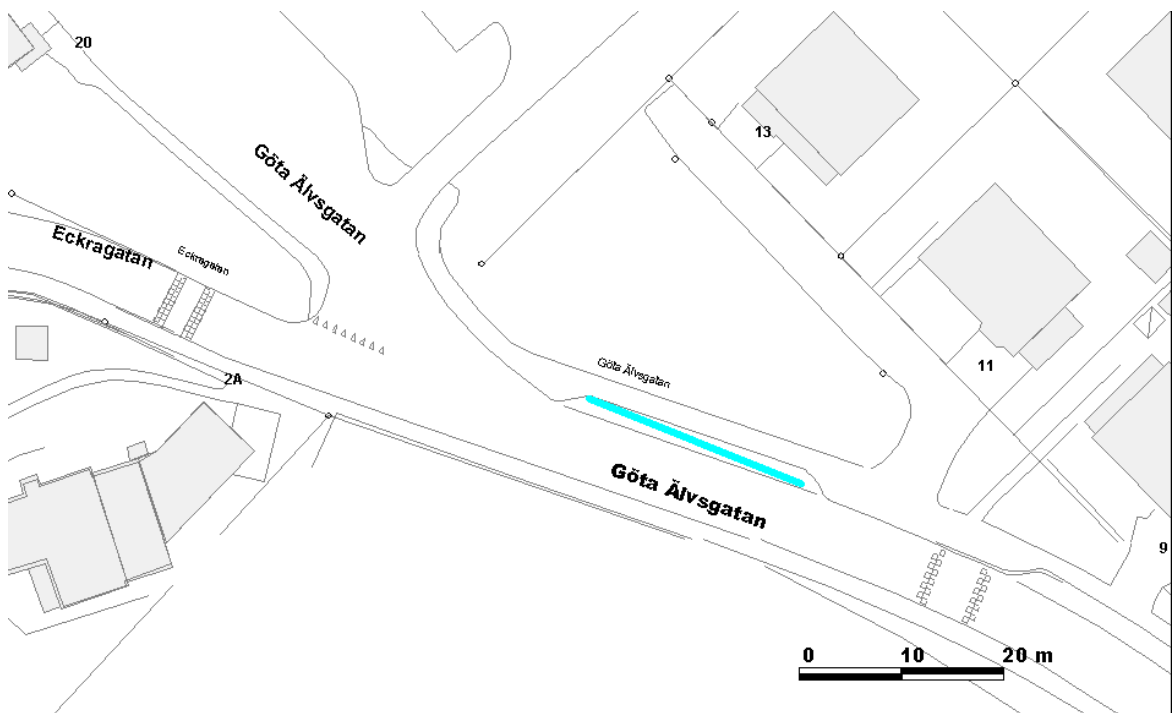 20
13
Göta Älvsgatan
Eckragatan
Eckragatan
Göta Älvsgatan
11
2A
Göta Älvsgatan
9
0 10 20 m